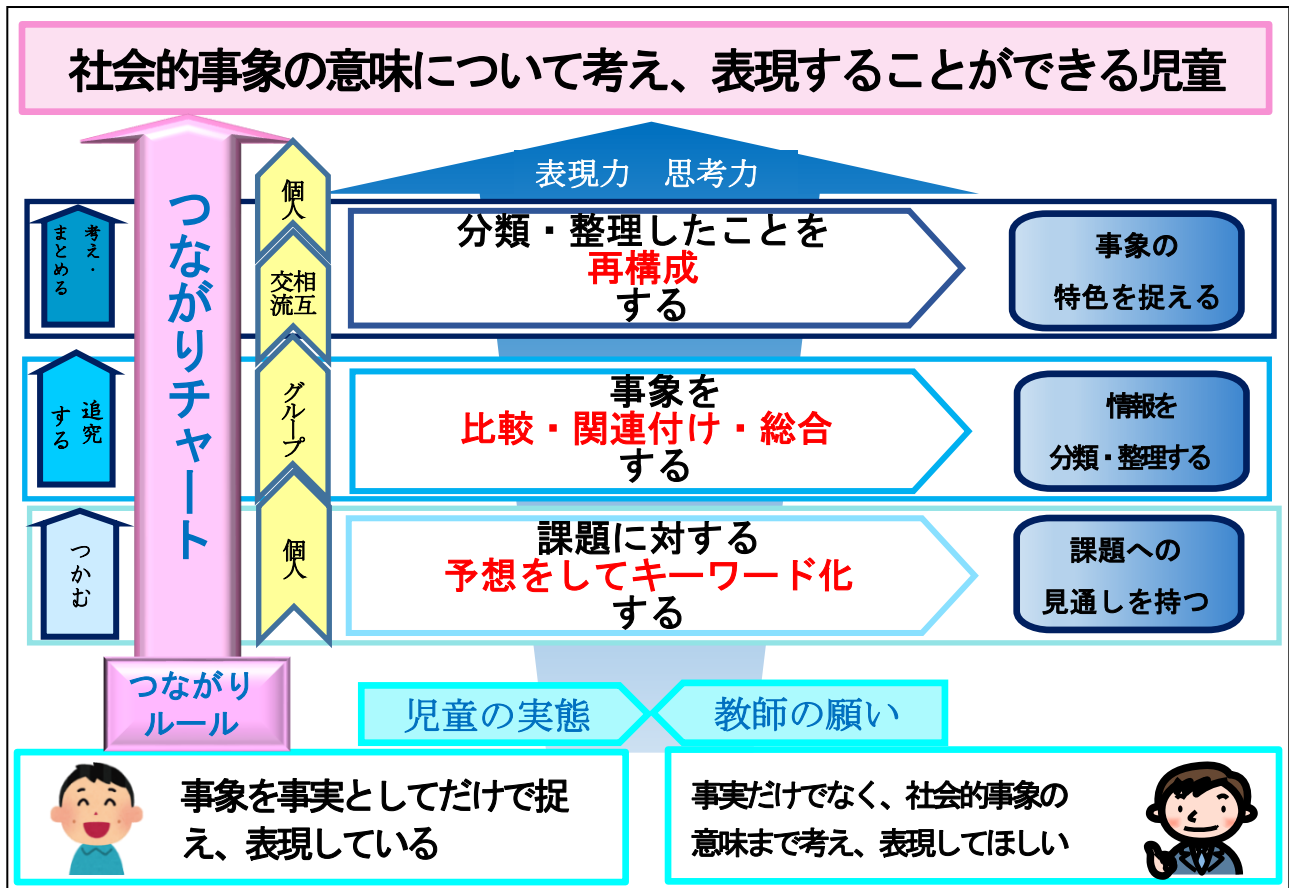 社会的事象の意味について考え、表現することができる児童
表現力　思考力
つながりチャート
個人
相互
交流
グループ
個人
考え・
まとめる
分類・整理したことを
再構成
する
事象の
特色を捉える
追究
する
事象を
比較・関連付け・総合
する
情報を
分類・整理する
つかむ
課題に対する
予想をしてキーワード化
する
課題への
見通しを持つ
つながり
ルール
児童の実態
教師の願い
事象を事実としてだけで捉
え、表現している
事実だけでなく、社会的事象の
意味まで考え、表現してほしい